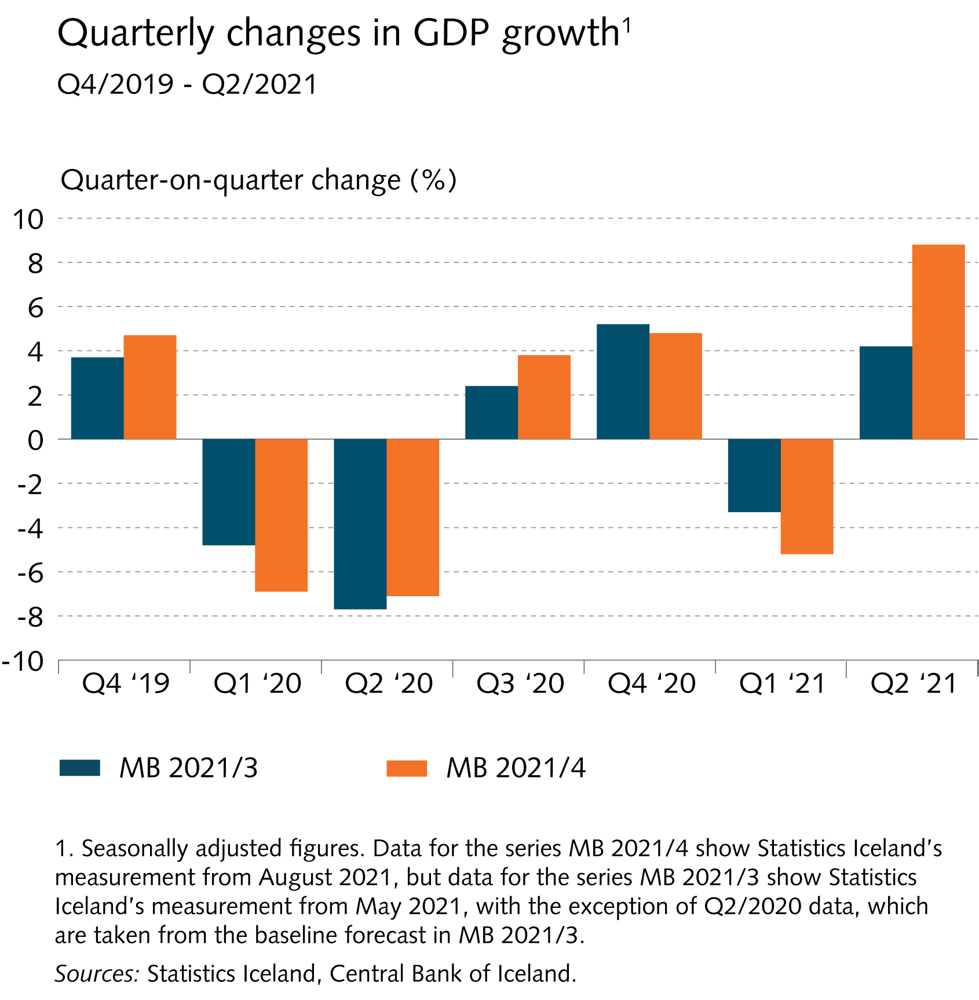 Quarterly changes in GDP growth¹
Q4/2019 - Q2/2021
Quarter-on-quarter change (%)
10
8
6
4
2
0
-2
-4
-6
-8
-10
Q4 ‘19 Q1 ‘20 Q2 ‘20 Q3 ‘20 Q4 ‘20 Q1 ‘21 Q2 ‘21
MB 2021/3 MB 2021/4
1. Seasonally adjusted figures. Data for the series MB 2021/4 show Statistics Iceland's
measurement from August 2021, but data for the series MB 2021/3 show Statistics
Iceland's measurement from May 2021, with the exception of Q2/2020 data, which
are taken from the baseline forecast in MB 2021/3.
Sources: Statistics Iceland, Central Bank of Iceland.